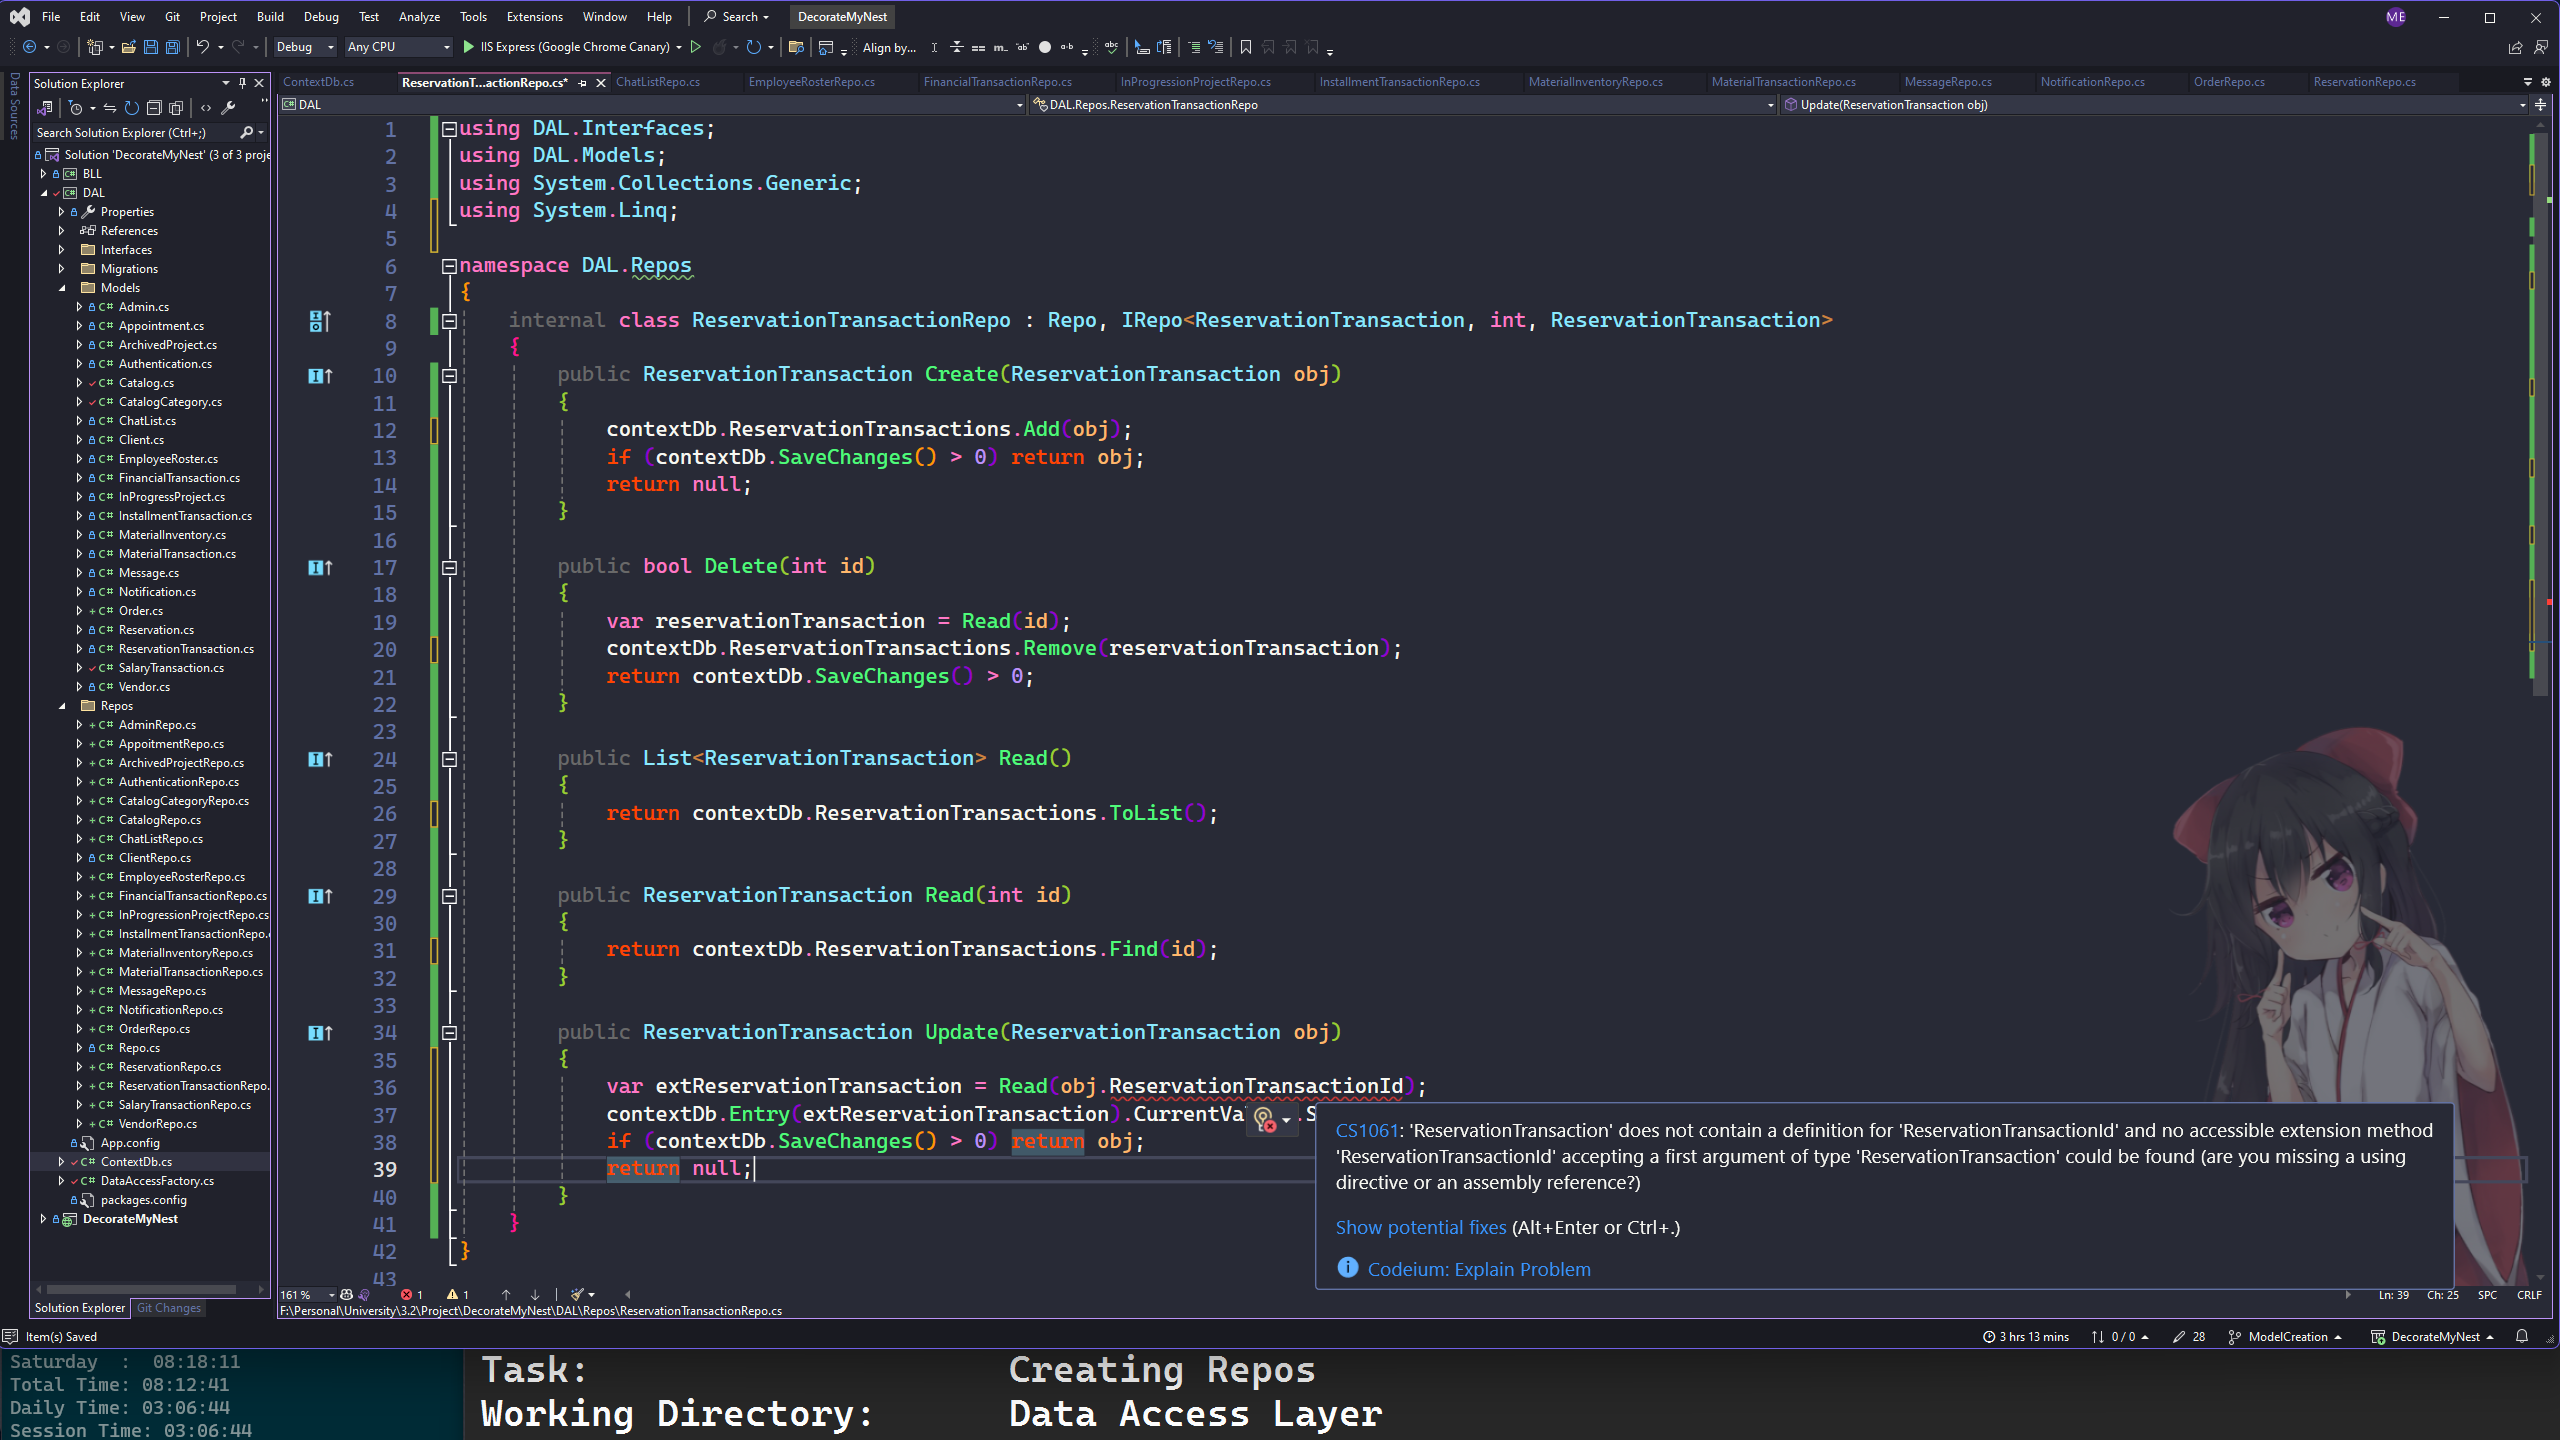 File Edit View Git Project Build Debug Test Analyze Tools Extensions Window Help Search DecorateMyNest ME
Debug Any CPU IIS Express (Google Chrome Canary) Align by...
Data Sources
Solution Explorer
Search Solution Explorer (Ctrl+;)
Solution 'DecorateMyNest' (3 of 3 proje
BLL
DAL
Properties
References
Interfaces
Migrations
Models
Admin.cs
Appointment.cs
ArchivedProject.cs
Authentication.cs
Catalog.cs
CatalogCategory.cs
ChatList.cs
Client.cs
EmployeeRoster.cs
FinancialTransaction.cs
InProgressProject.cs
InstallmentTransaction.cs
MaterialInventory.cs
MaterialTransaction.cs
Message.cs
Notification.cs
Order.cs
Reservation.cs
ReservationTransaction.cs
SalaryTransaction.cs
Vendor.cs
Repos
AdminRepo.cs
AppoitmentRepo.cs
ArchivedProjectRepo.cs
AuthenticationRepo.cs
CatalogCategoryRepo.cs
CatalogRepo.cs
ChatListRepo.cs
ClientRepo.cs
EmployeeRosterRepo.cs
FinancialTransactionRepo.cs
InProgressionProjectRepo.cs
InstallmentTransactionRepo.
MaterialInventoryRepo.cs
MaterialTransactionRepo.cs
MessageRepo.cs
NotificationRepo.cs
OrderRepo.cs
Repo.cs
ReservationRepo.cs
ReservationTransactionRepo.
SalaryTransactionRepo.cs
VendorRepo.cs
App.config
ContextDb.cs
DataAccessFactory.cs
packages.config
DecorateMyNest
Solution Explorer Git Changes
ContextDb.cs ReservationT...actionRepo.cs* ChatListRepo.cs EmployeeRosterRepo.cs FinancialTransactionRepo.cs InProgressionProjectRepo.cs InstallmentTransactionRepo.cs MaterialInventoryRepo.cs MaterialTransactionRepo.cs MessageRepo.cs NotificationRepo.cs OrderRepo.cs ReservationRepo.cs
DAL DAL.Repos.ReservationTransactionRepo Update(ReservationTransaction obj)
1 using DAL.Interfaces;
2 using DAL.Models;
3 using System.Collections.Generic;
4 using System.Linq;
5
6 namespace DAL.Repos
7 {
8 internal class ReservationTransactionRepo : Repo, IRepo<ReservationTransaction, int, ReservationTransaction>
9 {
10 public ReservationTransaction Create(ReservationTransaction obj)
11 {
12 contextDb.ReservationTransactions.Add(obj);
13 if (contextDb.SaveChanges() > 0) return obj;
14 return null;
15 }
16
17 public bool Delete(int id)
18 {
19 var reservationTransaction = Read(id);
20 contextDb.ReservationTransactions.Remove(reservationTransaction);
21 return contextDb.SaveChanges() > 0;
22 }
23
24 public List<ReservationTransaction> Read()
25 {
26 return contextDb.ReservationTransactions.ToList();
27 }
28
29 public ReservationTransaction Read(int id)
30 {
31 return contextDb.ReservationTransactions.Find(id);
32 }
33
34 public ReservationTransaction Update(ReservationTransaction obj)
35 {
36 var extReservationTransaction = Read(obj.ReservationTransactionId);
37 contextDb.Entry(extReservationTransaction).CurrentVa .S
38 if (contextDb.SaveChanges() > 0) return obj;
39 return null;
40 }
41 }
42 }
43
CS1061: 'ReservationTransaction' does not contain a definition for 'ReservationTransactionId' and no accessible extension method
'ReservationTransactionId' accepting a first argument of type 'ReservationTransaction' could be found (are you missing a using
directive or an assembly reference?)
Show potential fixes (Alt+Enter or Ctrl+.)
Codeium: Explain Problem
161 % 1 1 Ln: 39 Ch: 25 SPC CRLF
F:\Personal\University\3.2\Project\DecorateMyNest\DAL\Repos\ReservationTransactionRepo.cs
Item(s) Saved 3 hrs 13 mins 0 / 0 28 ModelCreation DecorateMyNest
Saturday : 08:18:11
Total Time: 08:12:41
Daily Time: 03:06:44
Session Time: 03:06:44
Task: Creating Repos
Working Directory: Data Access Layer